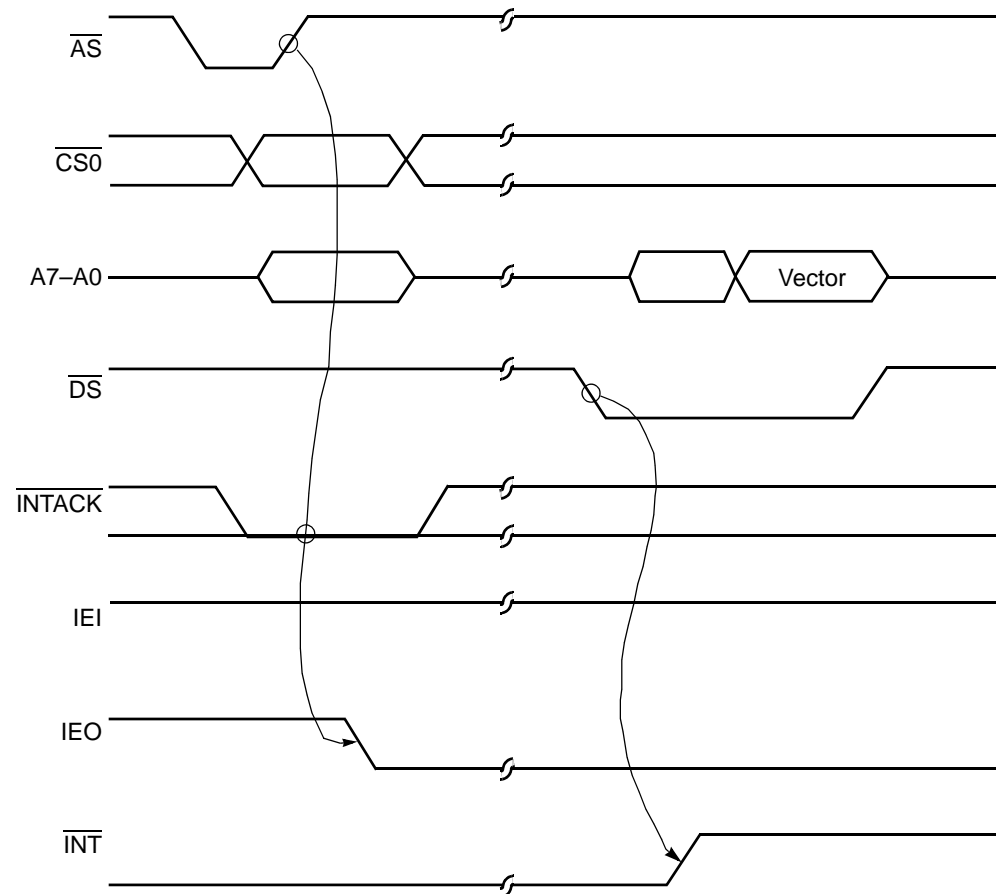 AS
CS0
A7–A0
Vector
DS
INTACK
IEI
IEO
INT